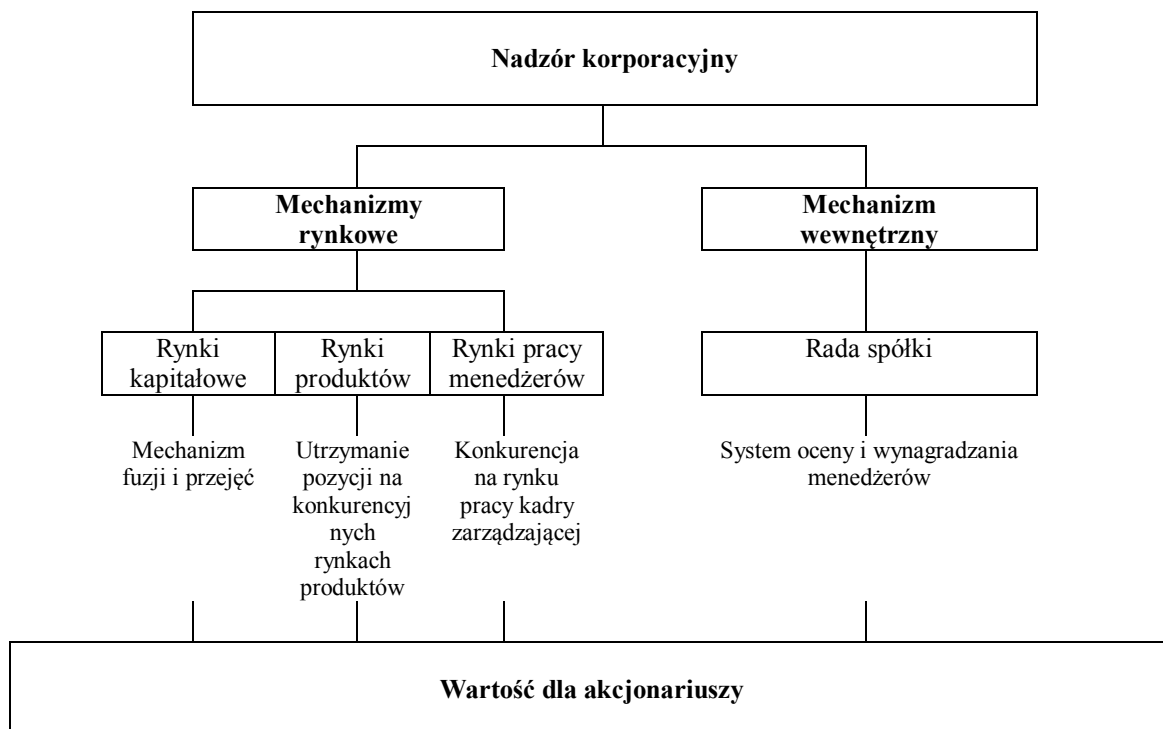 Nadzór korporacyjny
Mechanizmy
rynkowe
Mechanizm
wewnętrzny
Rynki
kapitałowe
Rynki
produktów
Rynki pracy
menedżerów
Rada spółki
Mechanizm
fuzji i przejęć
Utrzymanie
pozycji na
konkurencyj
nych
rynkach
produktów
Konkurencja
na rynku
pracy kadry
zarządzającej
System oceny i wynagradzania
menedżerów
Wartość dla akcjonariuszy